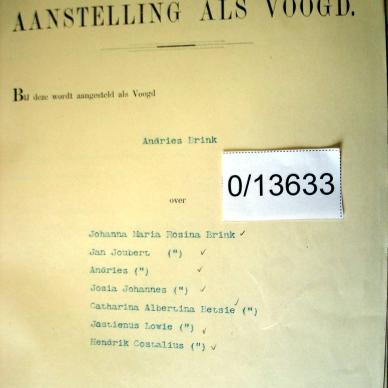 AANSTELLING ALS VOOGD.
Bij deze wordt aangesteld als Voogd
Andries Brink
0/13633
over
Johanna Maria Rosina Brink ✓
Jan Joubert (") ✓
Andries (") ✓
Josia Johannes (") ✓
Catharina Albertina Hetsie (") ✓
Jastienus Lowie (") ✓
Hendrik Costalius (") ✓